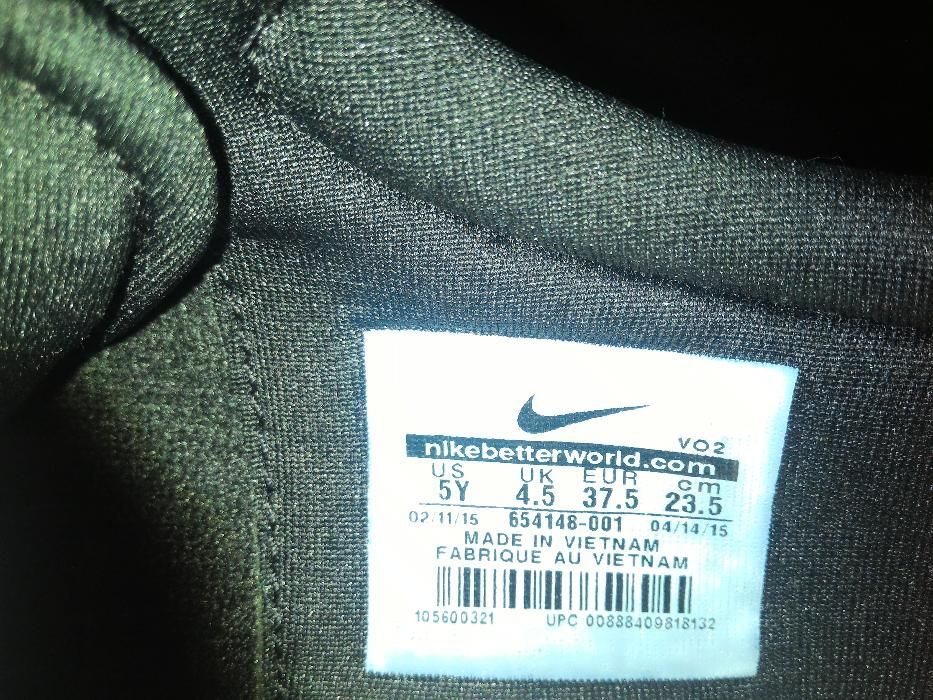 VO2
nikebetterworld.com
US UK EUR cm
5Y 4.5 37.5 23.5
02/11/15 654148-001 04/14/15
MADE IN VIETNAM
FABRIQUE AU VIETNAM
105600321 UPC 00888409818132